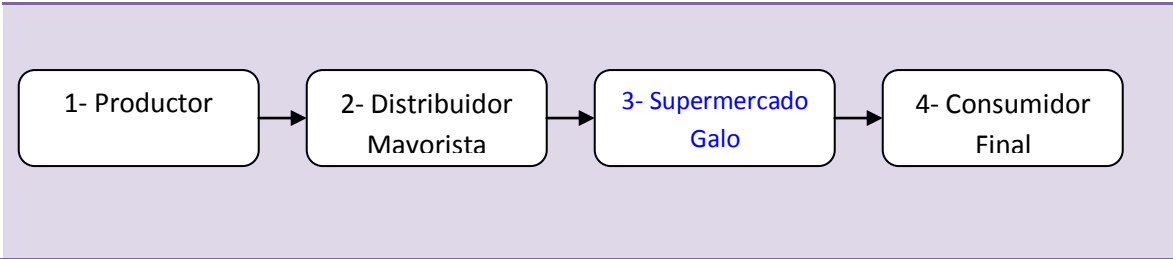 1- Productor
2- Distribuidor
Mayorista
3- Supermercado
Galo
4- Consumidor
Final